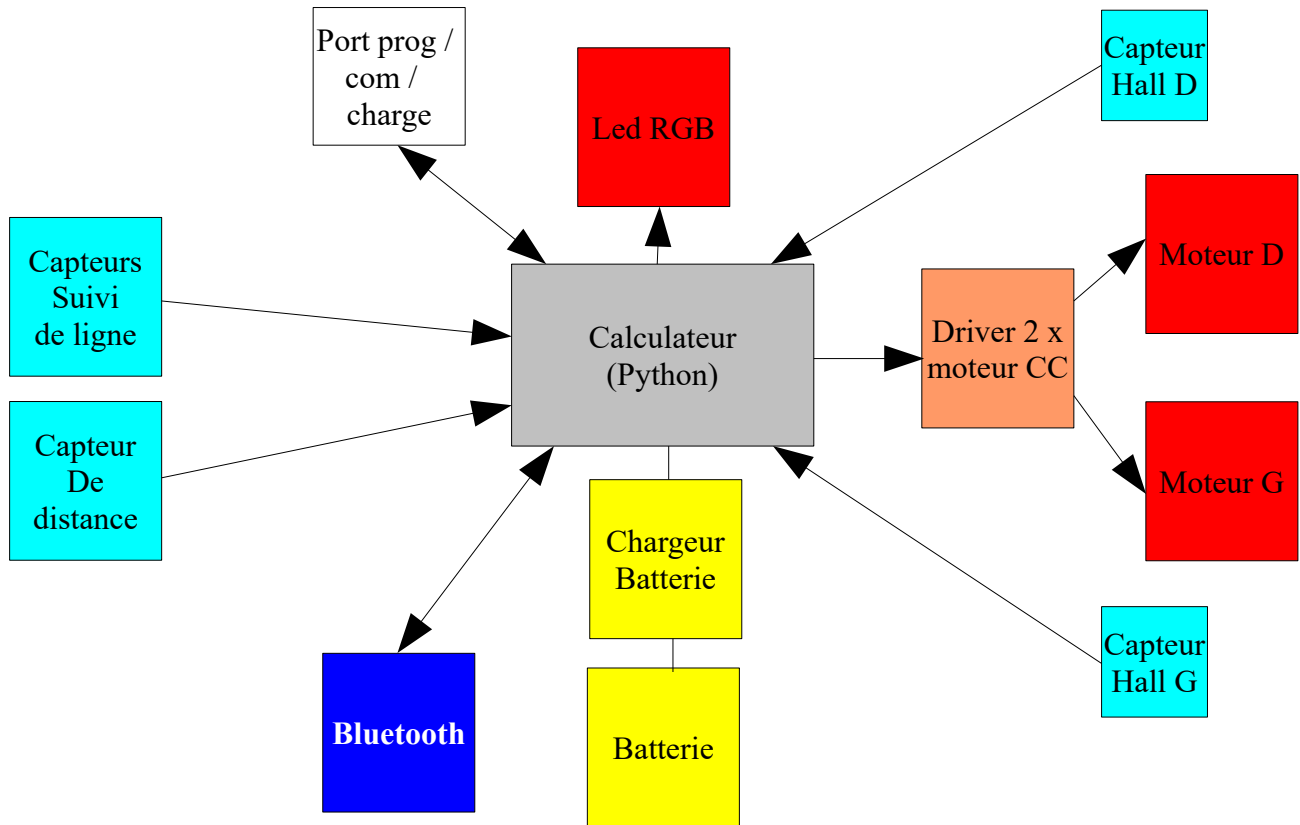 Port prog /
com /
charge
Led RGB
Capteur
Hall D
Capteurs
Suivi
de ligne
Moteur D
Calculateur
(Python)
Driver 2 x
moteur CC
Capteur
De
distance
Moteur G
Chargeur
Batterie
Capteur
Hall G
Bluetooth
Batterie